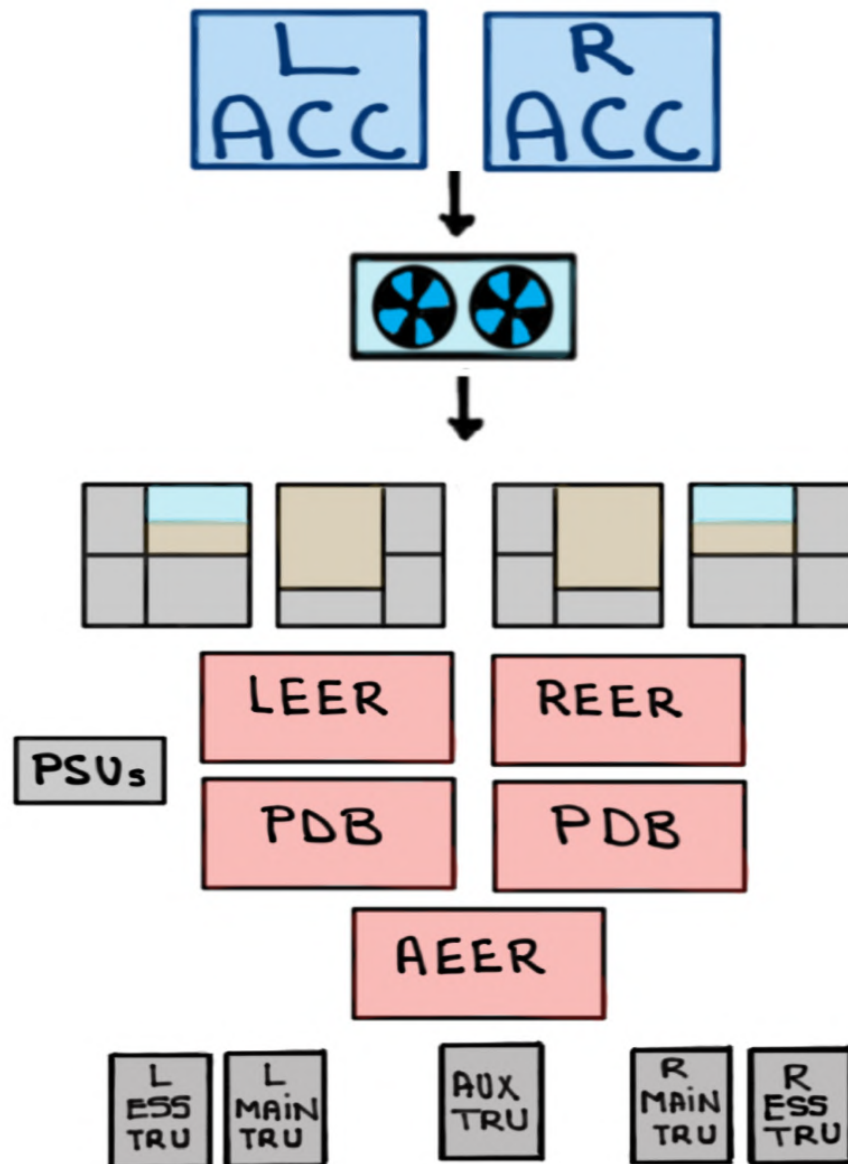 L
ACC
R
ACC
LEER
REER
PSUs
PDB
PDB
AEER
L
ESS
TRU
L
MAiN
TRU
AUX
TRU
R
MAiN
TRU
R
ESS
TRU